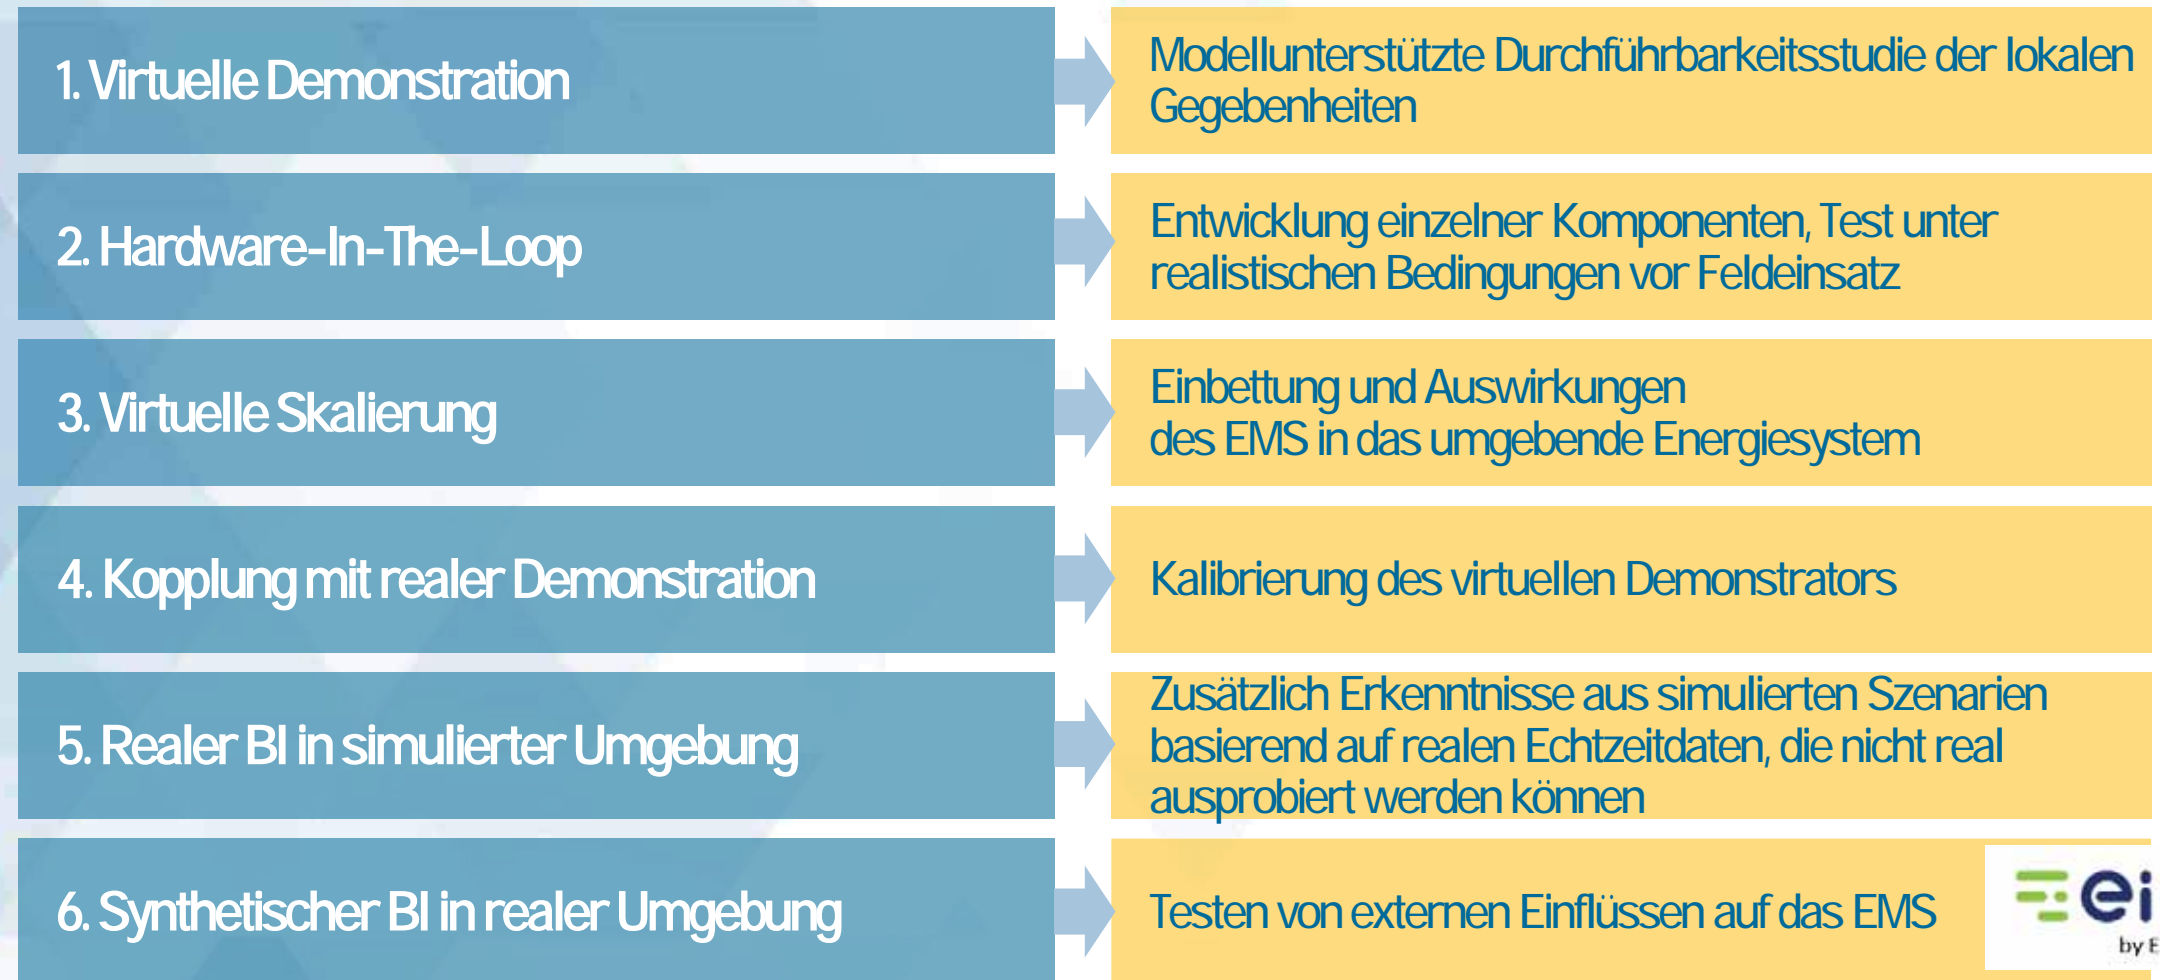 1. Virtuelle Demonstration
Modellunterstützte Durchführbarkeitsstudie der lokalen
Gegebenheiten
2. Hardware-In-The-Loop
Entwicklung einzelner Komponenten, Test unter
realistischen Bedingungen vor Feldeinsatz
3. Virtuelle Skalierung
Einbettung und Auswirkungen
des EMS in das umgebende Energiesystem
4. Kopplung mit realer Demonstration
Kalibrierung des virtuellen Demonstrators
5. Realer BI in simulierter Umgebung
Zusätzlich Erkenntnisse aus simulierten Szenarien
basierend auf realen Echtzeitdaten, die nicht real
ausprobiert werden können
6. Synthetischer BI in realer Umgebung
Testen von externen Einflüssen auf das EMS
ei
by E